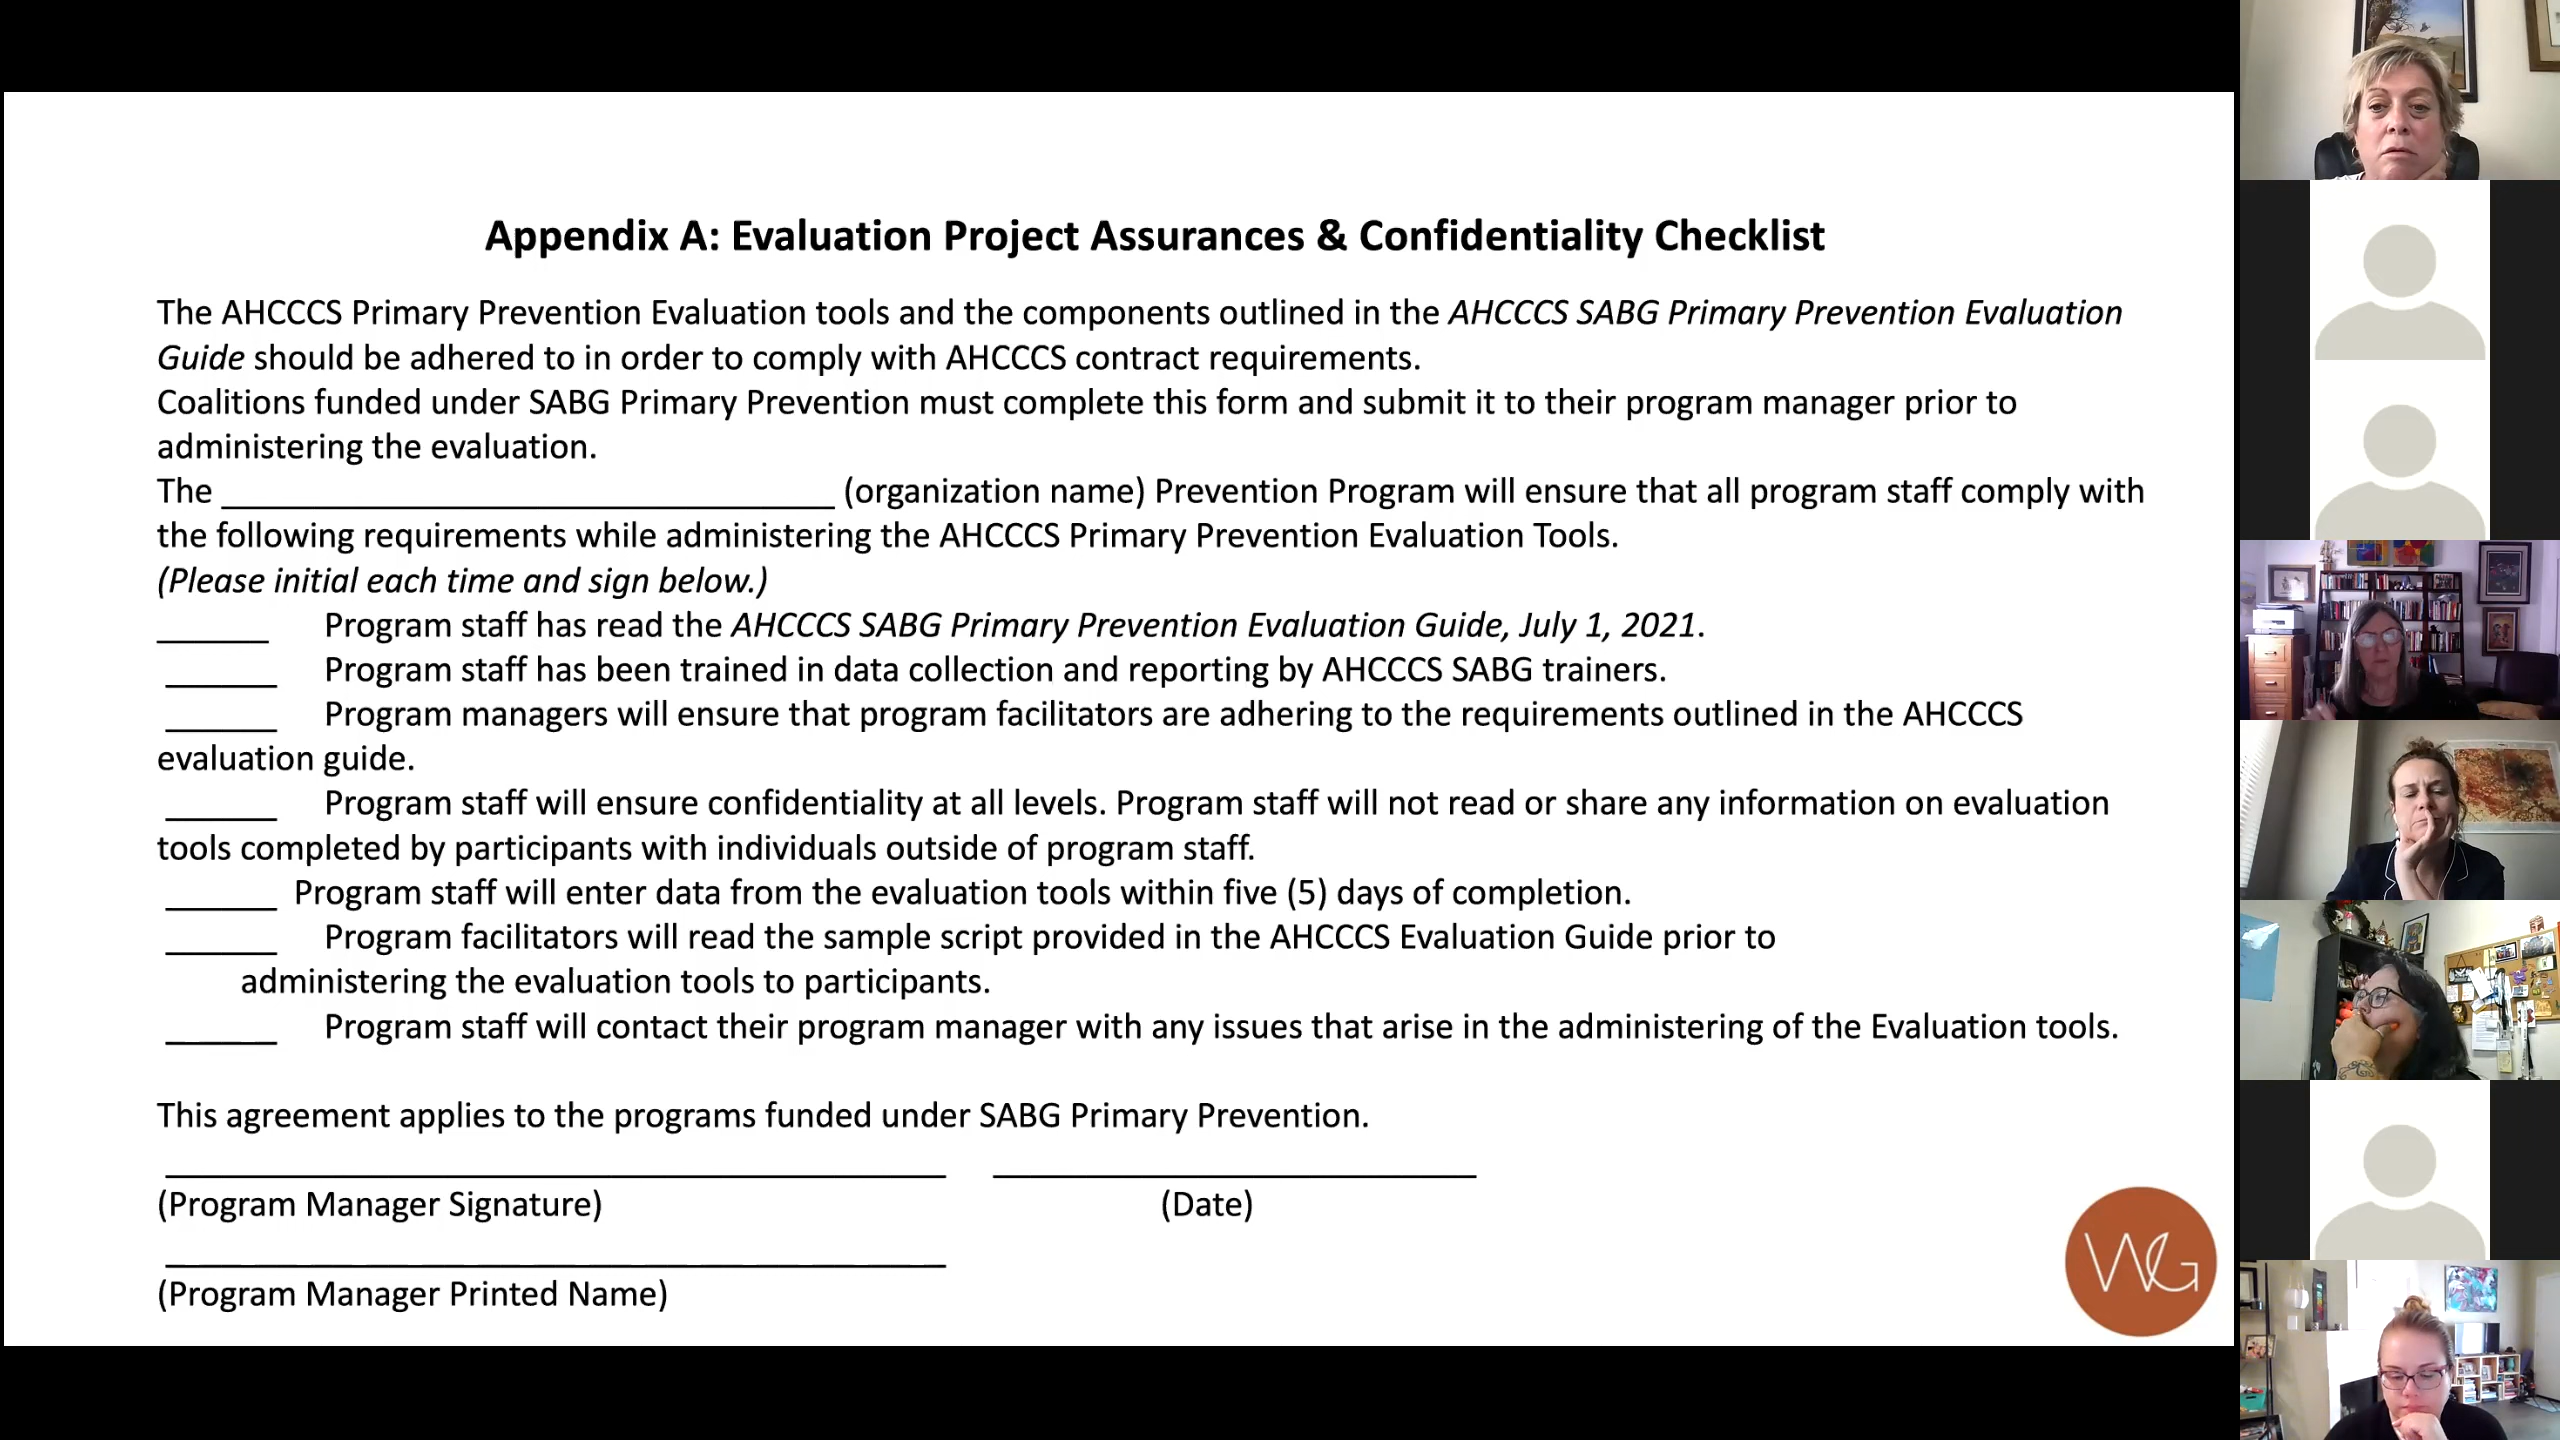 Appendix A: Evaluation Project Assurances & Confidentiality Checklist
The AHCCCS Primary Prevention Evaluation tools and the components outlined in the AHCCCS SABG Primary Prevention Evaluation
Guide should be adhered to in order to comply with AHCCCS contract requirements.
Coalitions funded under SABG Primary Prevention must complete this form and submit it to their program manager prior to
administering the evaluation.
The _________________________________ (organization name) Prevention Program will ensure that all program staff comply with
the following requirements while administering the AHCCCS Primary Prevention Evaluation Tools.
(Please initial each time and sign below.)
______ Program staff has read the AHCCCS SABG Primary Prevention Evaluation Guide, July 1, 2021.
______ Program staff has been trained in data collection and reporting by AHCCCS SABG trainers.
______ Program managers will ensure that program facilitators are adhering to the requirements outlined in the AHCCCS
evaluation guide.
______ Program staff will ensure confidentiality at all levels. Program staff will not read or share any information on evaluation
tools completed by participants with individuals outside of program staff.
______ Program staff will enter data from the evaluation tools within five (5) days of completion.
______ Program facilitators will read the sample script provided in the AHCCCS Evaluation Guide prior to
administering the evaluation tools to participants.
______ Program staff will contact their program manager with any issues that arise in the administering of the Evaluation tools.
This agreement applies to the programs funded under SABG Primary Prevention.
__________________________________________ __________________________
(Program Manager Signature) (Date)
__________________________________________
(Program Manager Printed Name)
WG